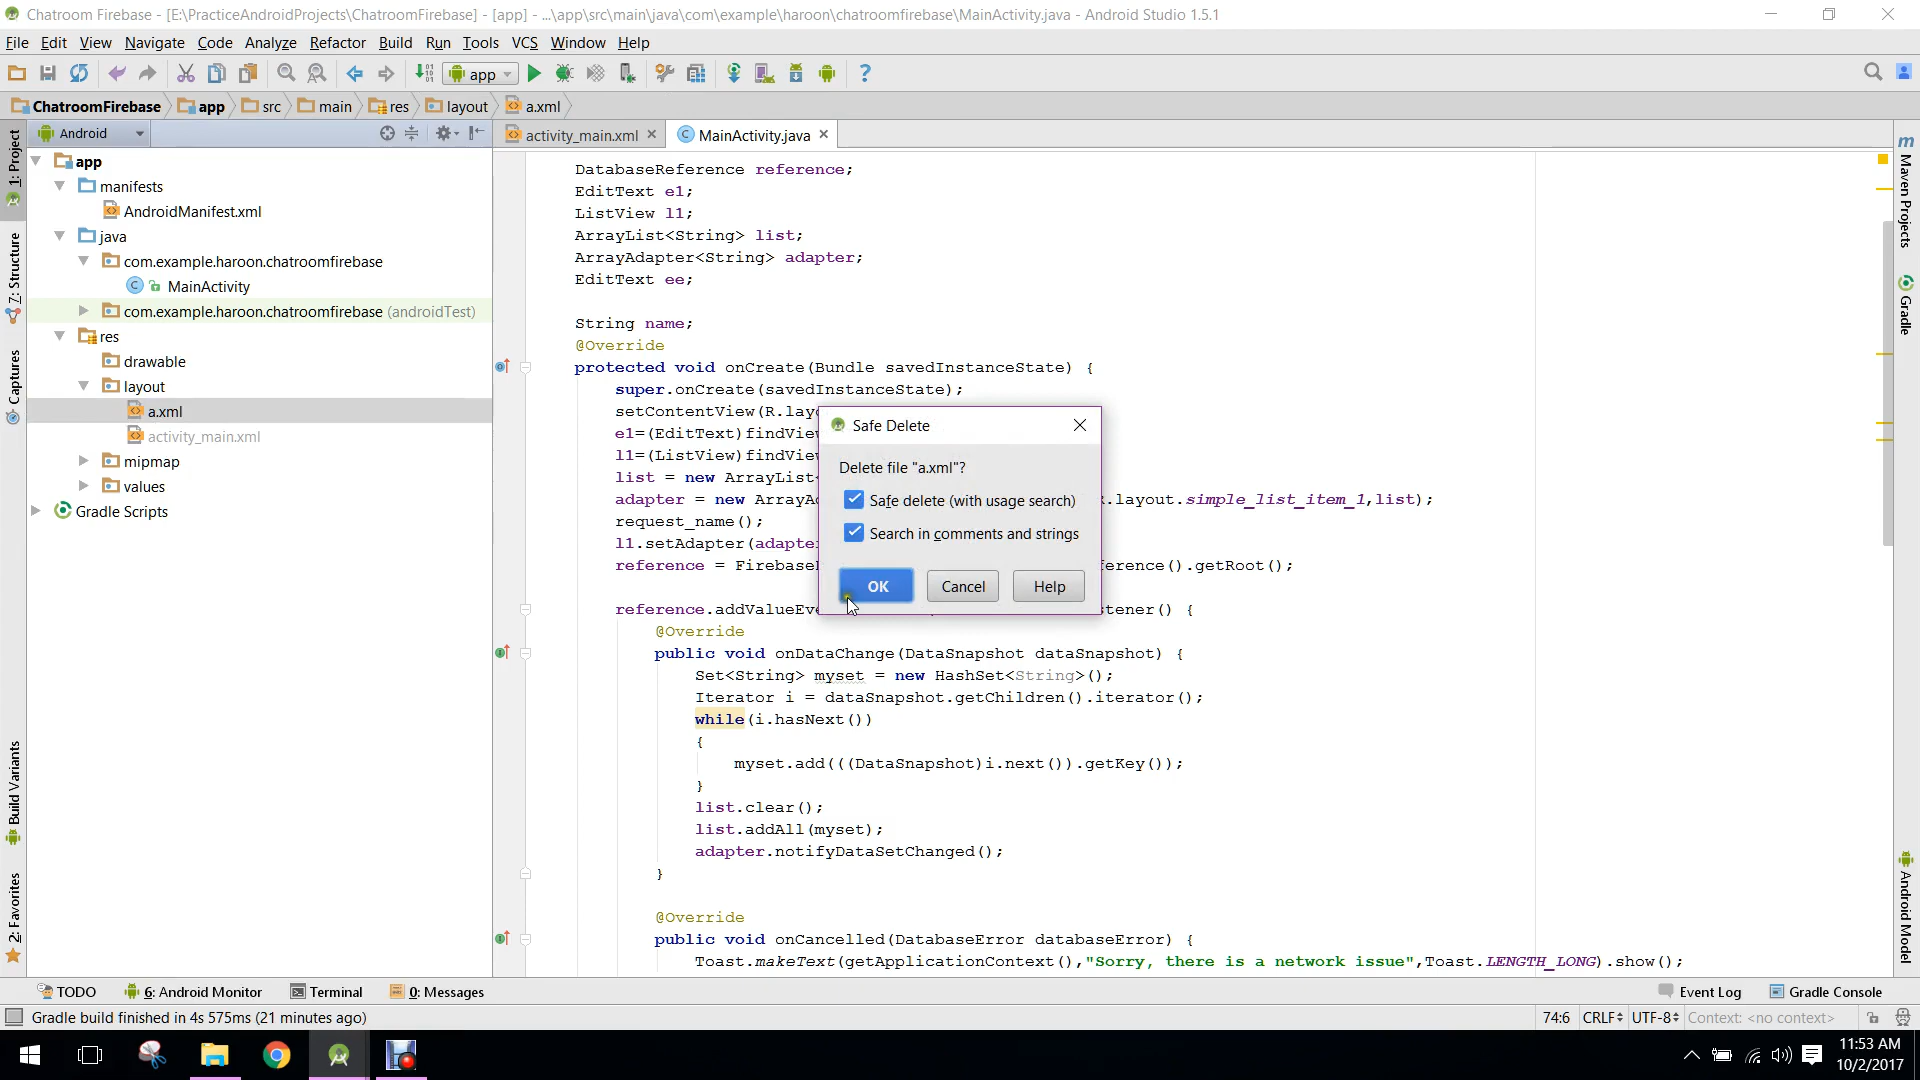 Chatroom Firebase - [E:\PracticeAndroidProjects\ChatroomFirebase] - [app] - ...\app\src\main\java\com\example\haroon\chatroomfirebase\MainActivity.java - Android Studio 1.5.1
File Edit View Navigate Code Analyze Refactor Build Run Tools VCS Window Help
app
ChatroomFirebase app src main res layout a.xml
Android
activity_main.xml MainActivity.java
1: Project
7: Structure
Captures
Build Variants
2: Favorites
app
manifests
AndroidManifest.xml
java
com.example.haroon.chatroomfirebase
MainActivity
com.example.haroon.chatroomfirebase (androidTest)
res
drawable
layout
a.xml
activity_main.xml
mipmap
values
Gradle Scripts
DatabaseReference reference;
EditText e1;
ListView l1;
ArrayList<String> list;
ArrayAdapter<String> adapter;
EditText ee;
String name;
@Override
protected void onCreate(Bundle savedInstanceState) {
super.onCreate(savedInstanceState);
setContentView(R.layo
e1=(EditText)findView
l1=(ListView)findView
list = new ArrayList<
adapter = new ArrayAd R.layout.simple_list_item_1,list);
request_name();
l1.setAdapter(adapter
reference = Firebase ference().getRoot();
reference.addValueEve stener() {
@Override
public void onDataChange(DataSnapshot dataSnapshot) {
Set<String> myset = new HashSet<String>();
Iterator i = dataSnapshot.getChildren().iterator();
while(i.hasNext())
{
myset.add(((DataSnapshot)i.next()).getKey());
}
list.clear();
list.addAll(myset);
adapter.notifyDataSetChanged();
}
@Override
public void onCancelled(DatabaseError databaseError) {
Toast.makeText(getApplicationContext(),"Sorry, there is a network issue",Toast.LENGTH_LONG).show();
Safe Delete
Delete file "a.xml"?
Safe delete (with usage search)
Search in comments and strings
OK Cancel Help
m Maven Projects
Gradle
Android Model
TODO 6: Android Monitor Terminal 0: Messages Event Log Gradle Console
Gradle build finished in 4s 575ms (21 minutes ago) 74:6 CRLF UTF-8 Context: <no context>
11:53 AM
10/2/2017